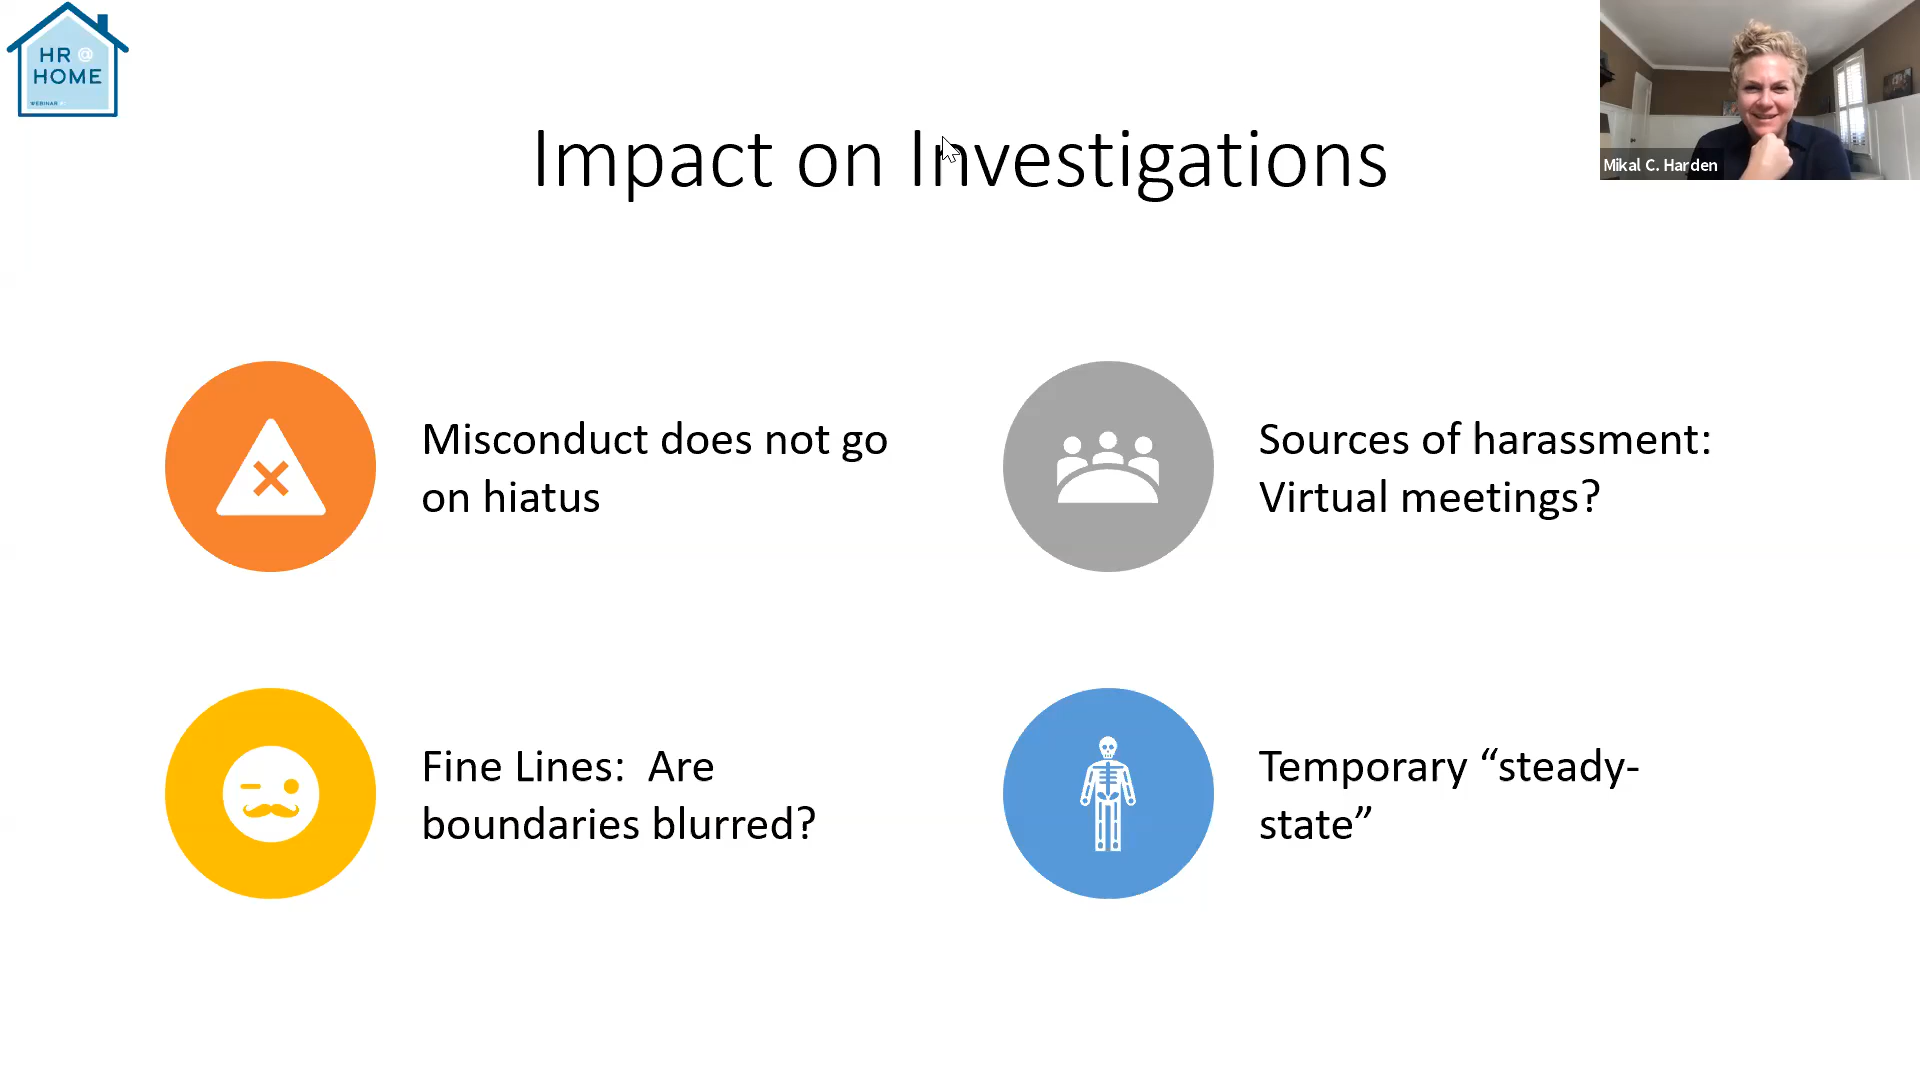 HR @
HOME
WEBINAR
Mikal C. Harden
Impact on Investigations
Misconduct does not go
on hiatus
Sources of harassment:
Virtual meetings?
Fine Lines:  Are
boundaries blurred?
Temporary “steady-
state”